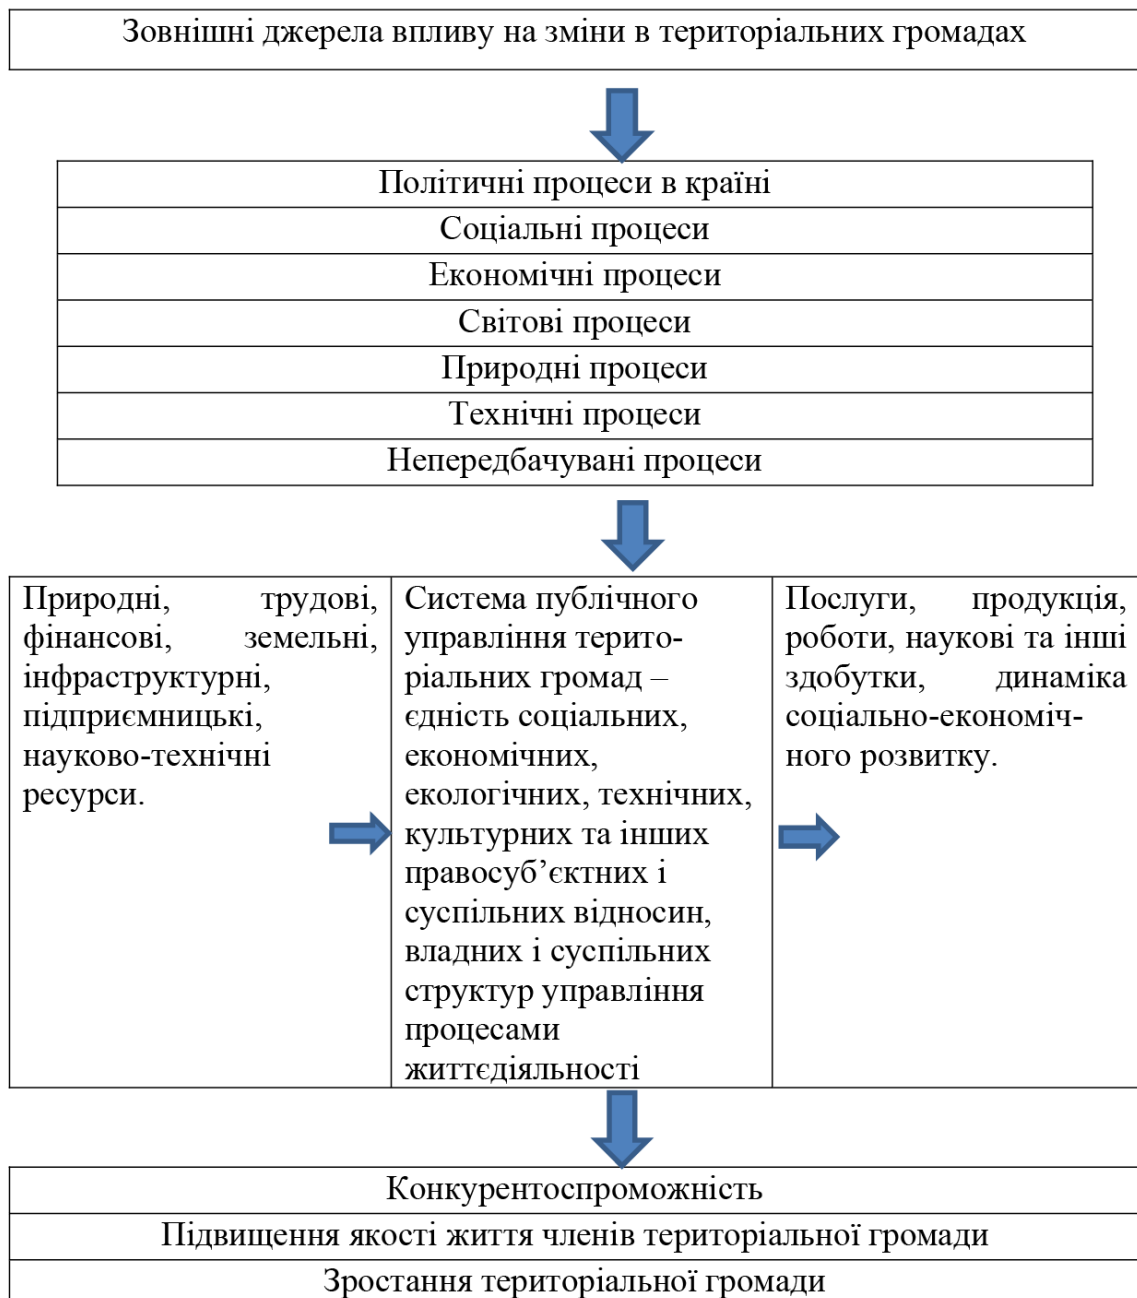 Зовнішні джерела впливу на зміни в територіальних громадах
Політичні процеси в країні
Соціальні процеси
Економічні процеси
Світові процеси
Природні процеси
Технічні процеси
Непередбачувані процеси
Природні, трудові,
фінансові, земельні,
інфраструктурні,
підприємницькі,
науково-технічні
ресурси.
Система публічного
управління терито-
ріальних громад –
єдність соціальних,
економічних,
екологічних, технічних,
культурних та інших
правосуб’єктних і
суспільних відносин,
владних і суспільних
структур управління
процесами
життєдіяльності
Послуги, продукція,
роботи, наукові та інші
здобутки, динаміка
соціально-економіч-
ного розвитку.
Конкурентоспроможність
Підвищення якості життя членів територіальної громади
Зростання територіальної громади